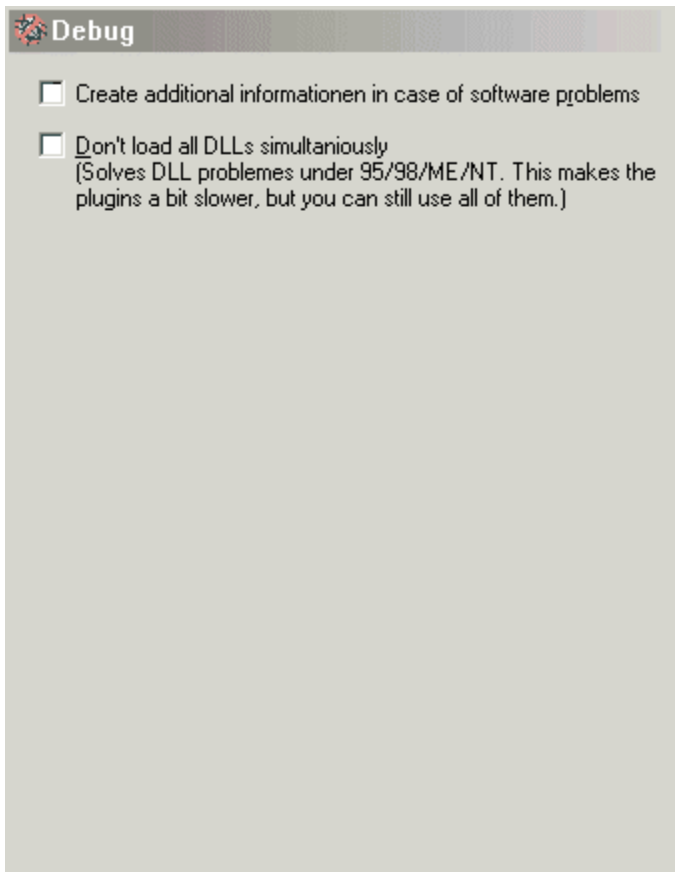 Debug
Create additional informationen in case of software problems
Don't load all DLLs simultaniously
(Solves DLL problemes under 95/98/ME/NT. This makes the
plugins a bit slower, but you can still use all of them.)